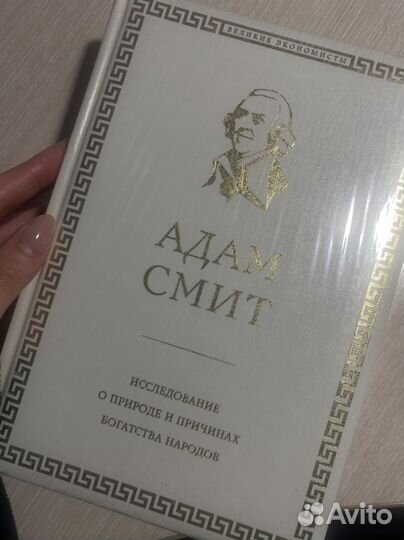 ВЕЛИКИЕ ЭКОНОМИСТЫ
АДАМ
СМИТ
ИССЛЕДОВАНИЕ
О ПРИРОДЕ И ПРИЧИНАХ
БОГАТСТВА НАРОДОВ
Avito